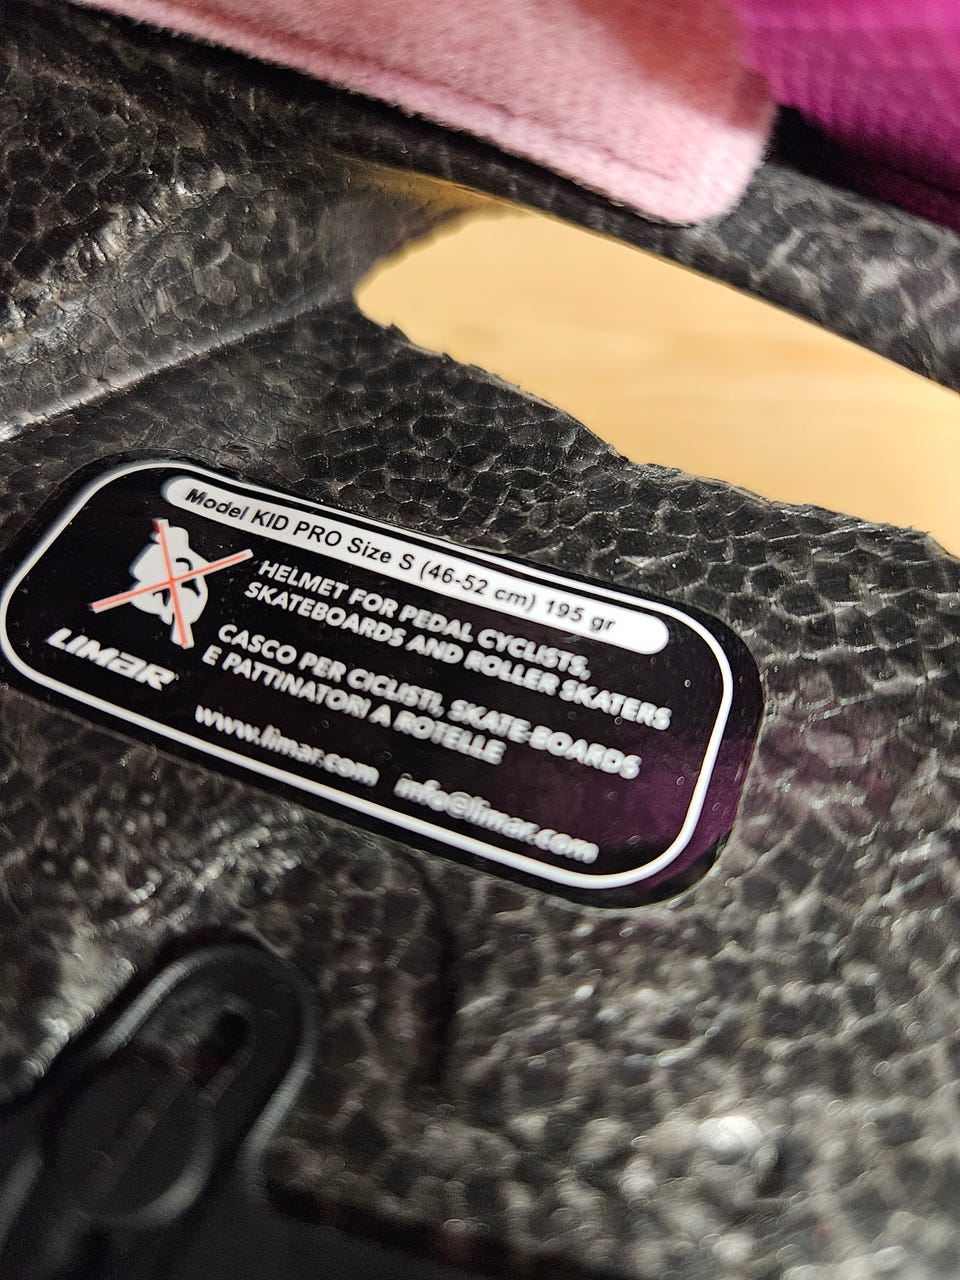 Model KID PRO Size S (46-52 cm) 195 gr
HELMET FOR PEDAL CYCLISTS,
SKATEBOARDS AND ROLLER SKATERS
CASCO PER CICLISTI, SKATE-BOARDS
E PATTINATORI A ROTELLE
LIMAR
www.limar.com info@limar.com